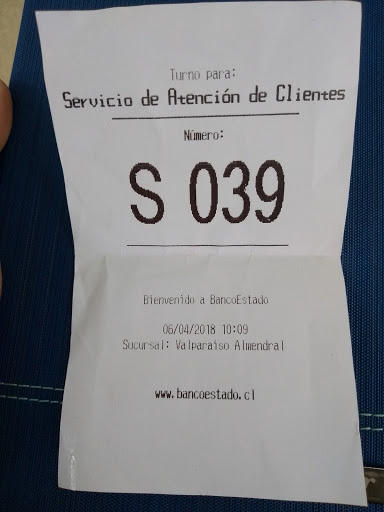 Turno para:
Servicio de Atención de Clientes
Número:
S 039
Bienvenido a BancoEstado
06/04/2018 10:09
Sucursal: Valparaiso Almendral
www.bancoestado.cl